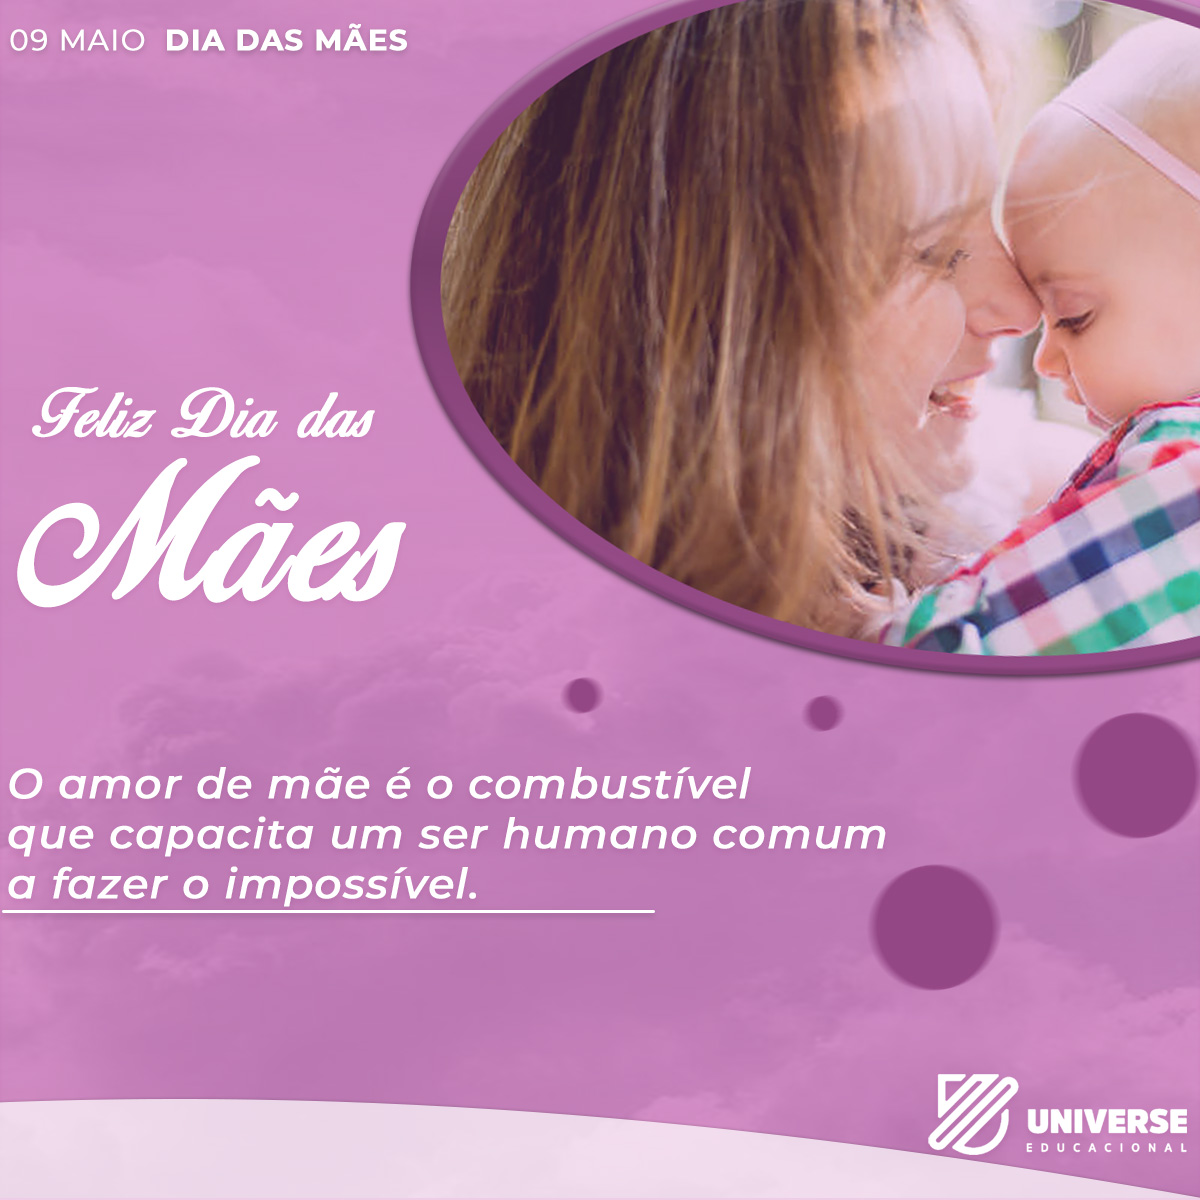 09 MAIO DIA DAS MÃES
Feliz Dia das
Mães
O amor de mãe é o combustível
que capacita um ser humano comum
a fazer o impossível.
UNIVERSE
EDUCACIONAL